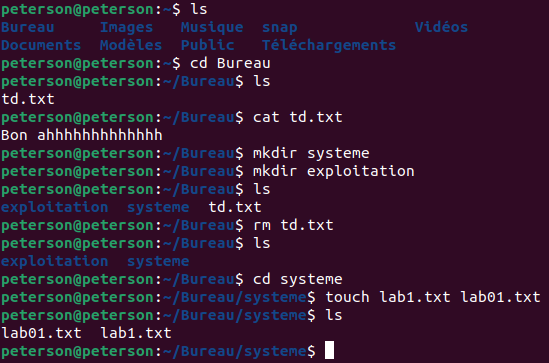 peterson@peterson:~$ ls
Bureau     Images   Musique  snap             Vidéos
Documents  Modèles  Public   Téléchargements
peterson@peterson:~$ cd Bureau
peterson@peterson:~/Bureau$ ls
td.txt
peterson@peterson:~/Bureau$ cat td.txt
Bon ahhhhhhhhhhhhh
peterson@peterson:~/Bureau$ mkdir systeme
peterson@peterson:~/Bureau$ mkdir exploitation
peterson@peterson:~/Bureau$ ls
exploitation  systeme  td.txt
peterson@peterson:~/Bureau$ rm td.txt
peterson@peterson:~/Bureau$ ls
exploitation  systeme
peterson@peterson:~/Bureau$ cd systeme
peterson@peterson:~/Bureau/systeme$ touch lab1.txt lab01.txt
peterson@peterson:~/Bureau/systeme$ ls
lab01.txt  lab1.txt
peterson@peterson:~/Bureau/systeme$